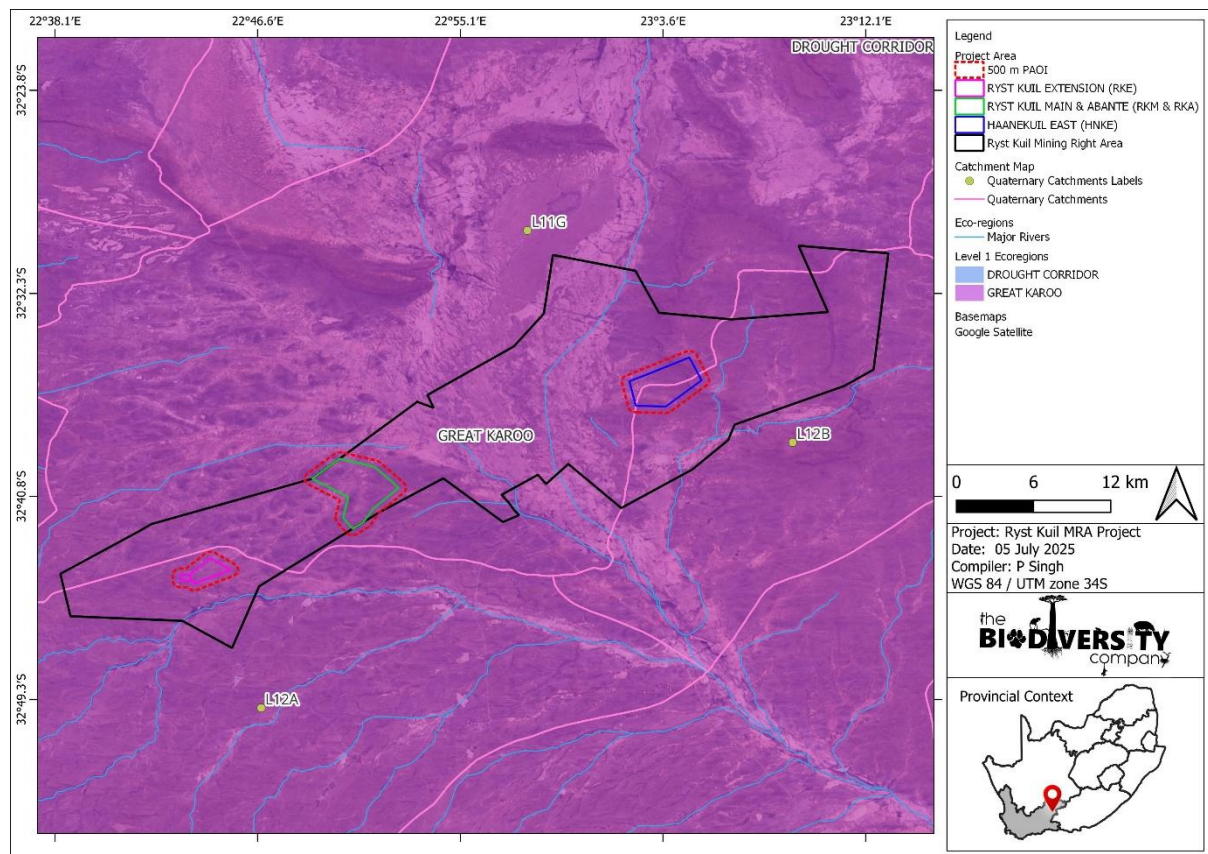 22°38.1'E
22°46.6'E
22°55.1'E
23°3.6'E
23°12.1'E
32°23.8'S
32°32.3'S
32°40.8'S
32°49.3'S
DROUGHT CORRIDOR
L11G
GREAT KAROO
L12B
L12A
Legend
Project Area
500 m PAOI
RYST KUIL EXTENSION (RKE)
RYST KUIL MAIN & ABANTE (RKM & RKA)
HAANEKUIL EAST (HNKE)
Ryst Kuil Mining Right Area
Catchment Map
Quaternary Catchments Labels
Quaternary Catchments
Eco-regions
Major Rivers
Level 1 Ecoregions
DROUGHT CORRIDOR
GREAT KAROO
Basemaps
Google Satellite
0 6 12 km
Project: Ryst Kuil MRA Project
Date: 05 July 2025
Compiler: P Singh
WGS 84 / UTM zone 34S
the
BIODIVERSITY
company
Provincial Context